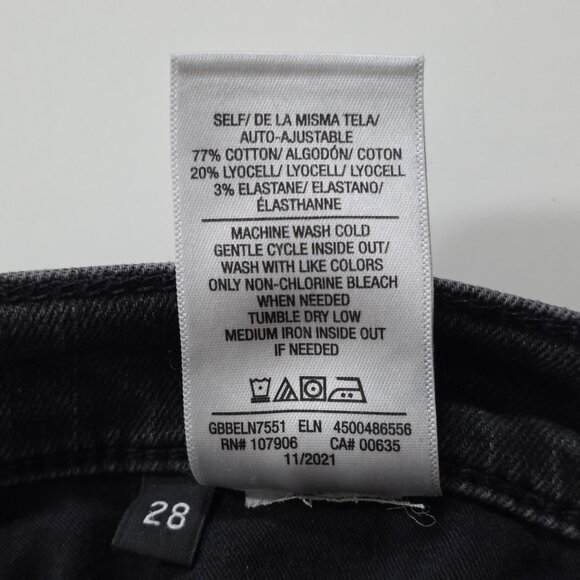 SELF/ DE LA MISMA TELA/
AUTO-AJUSTABLE
77% COTTON/ ALGODÓN/ COTON
20% LYOCELL/ LYOCELL/ LYOCELL
3% ELASTANE/ ELASTANO/
ÉLASTHANNE
MACHINE WASH COLD
GENTLE CYCLE INSIDE OUT/
WASH WITH LIKE COLORS
ONLY NON-CHLORINE BLEACH
WHEN NEEDED
TUMBLE DRY LOW
MEDIUM IRON INSIDE OUT
IF NEEDED
GBBELN7551 ELN 4500486556
RN# 107906 CA# 00635
11/2021
28